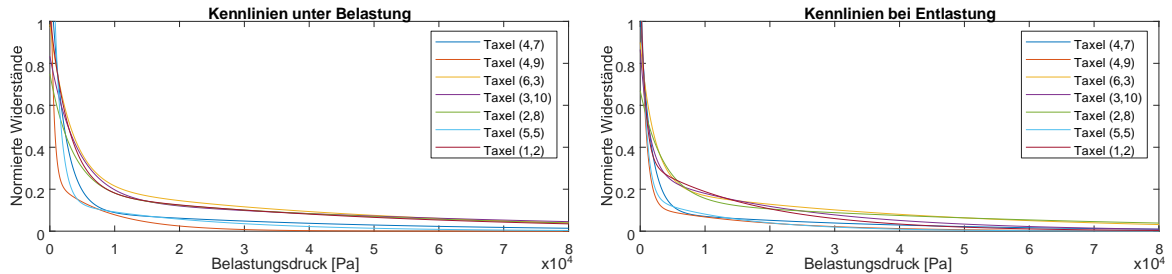 Kennlinien unter Belastung
Normierte Widerstände
1
0.8
0.6
0.4
0.2
0
Taxel (4,7)
Taxel (4,9)
Taxel (6,3)
Taxel (3,10)
Taxel (2,8)
Taxel (5,5)
Taxel (1,2)
0 1 2 3 4 5 6 7 8
Belastungsdruck [Pa]
x10^4
Kennlinien bei Entlastung
Normierte Widerstände
1
0.8
0.6
0.4
0.2
0
Taxel (4,7)
Taxel (4,9)
Taxel (6,3)
Taxel (3,10)
Taxel (2,8)
Taxel (5,5)
Taxel (1,2)
0 1 2 3 4 5 6 7 8
Belastungsdruck [Pa]
x10^4